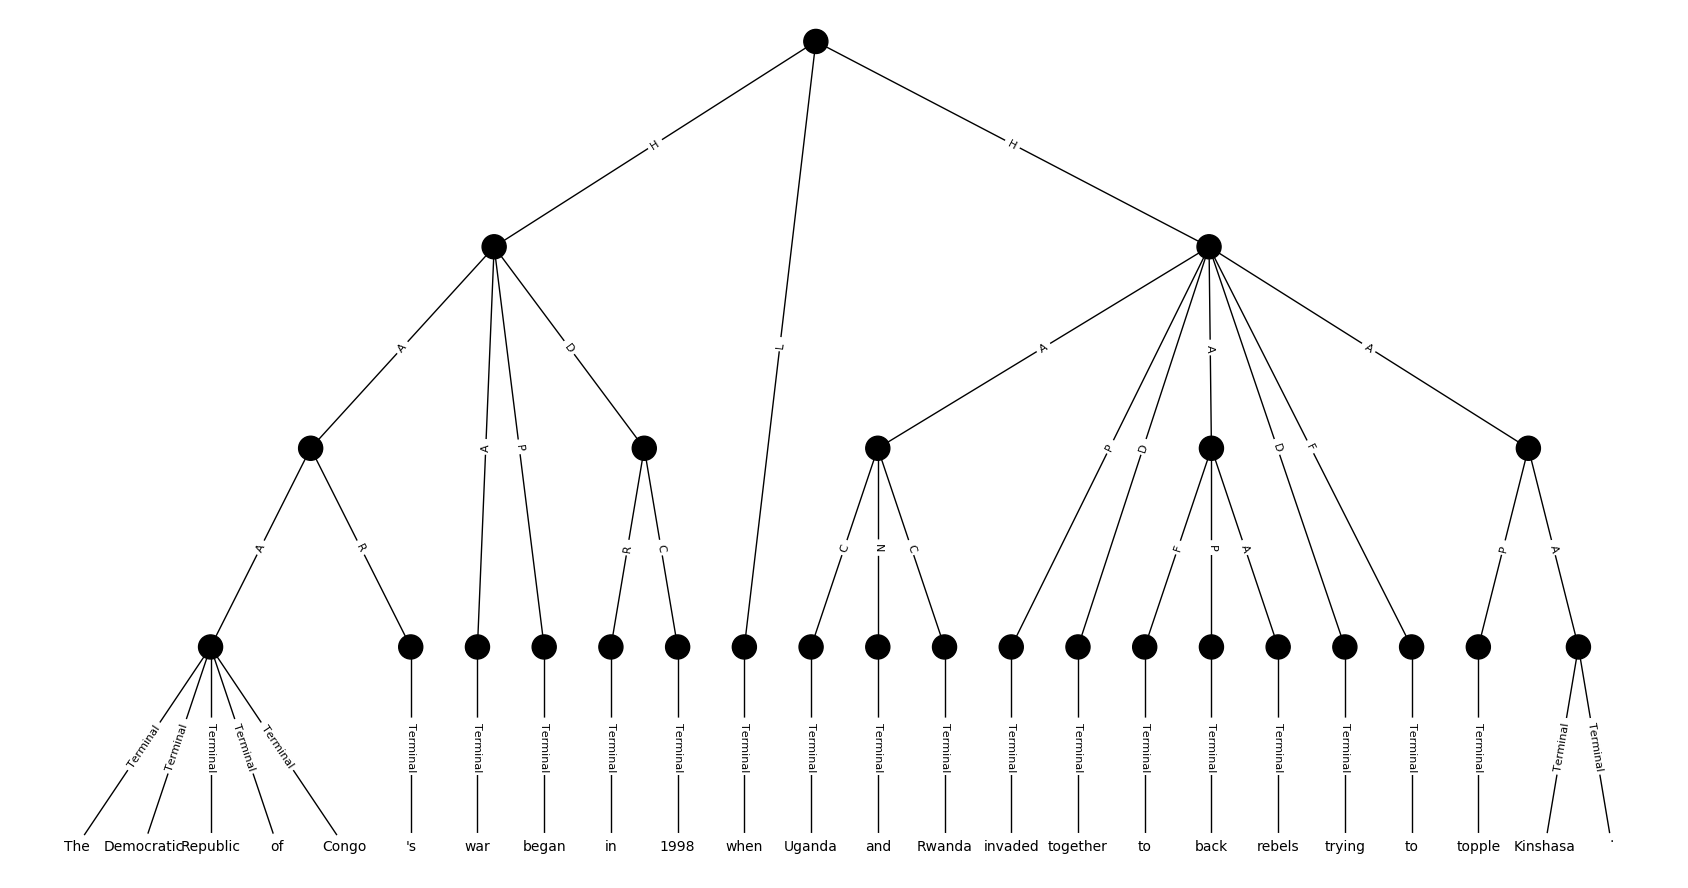 H H
A D L A A A
A P P D D F
A R R C C N C F P A P A
Terminal Terminal Terminal Terminal Terminal Terminal Terminal Terminal Terminal Terminal Terminal Terminal Terminal Terminal Terminal Terminal Terminal Terminal Terminal Terminal Terminal Terminal Terminal Terminal
The Democratic Republic of Congo 's war began in 1998 when Uganda and Rwanda invaded together to back rebels trying to topple Kinshasa .